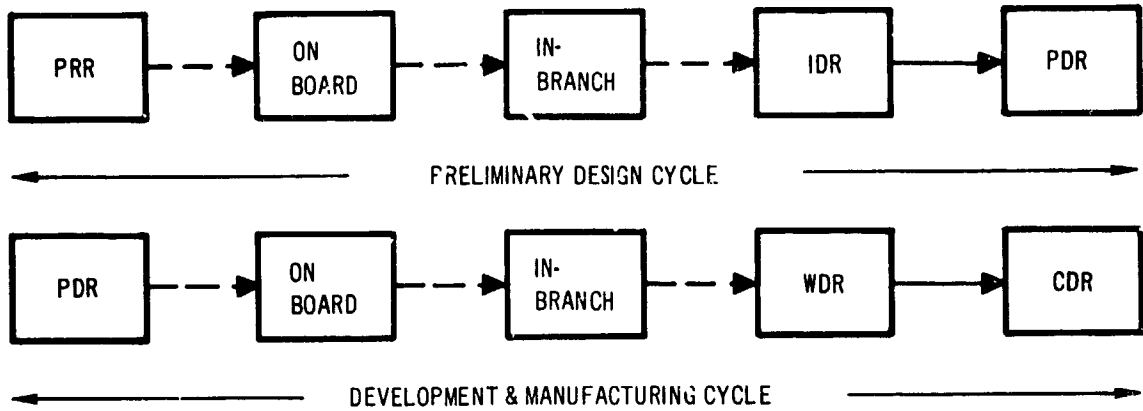 PRR
ON
BOARD
IN-
BRANCH
IDR
PDR
PRELIMINARY DESIGN CYCLE
PDR
ON
BOARD
IN-
BRANCH
WDR
CDR
DEVELOPMENT & MANUFACTURING CYCLE